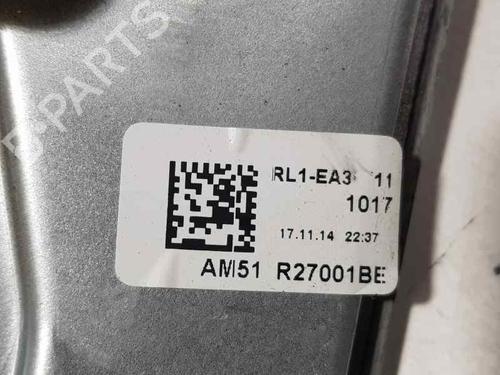 B-PARTS
RL1-EA3 11
1017
17.11.14 22:37
AM51 R27001BE